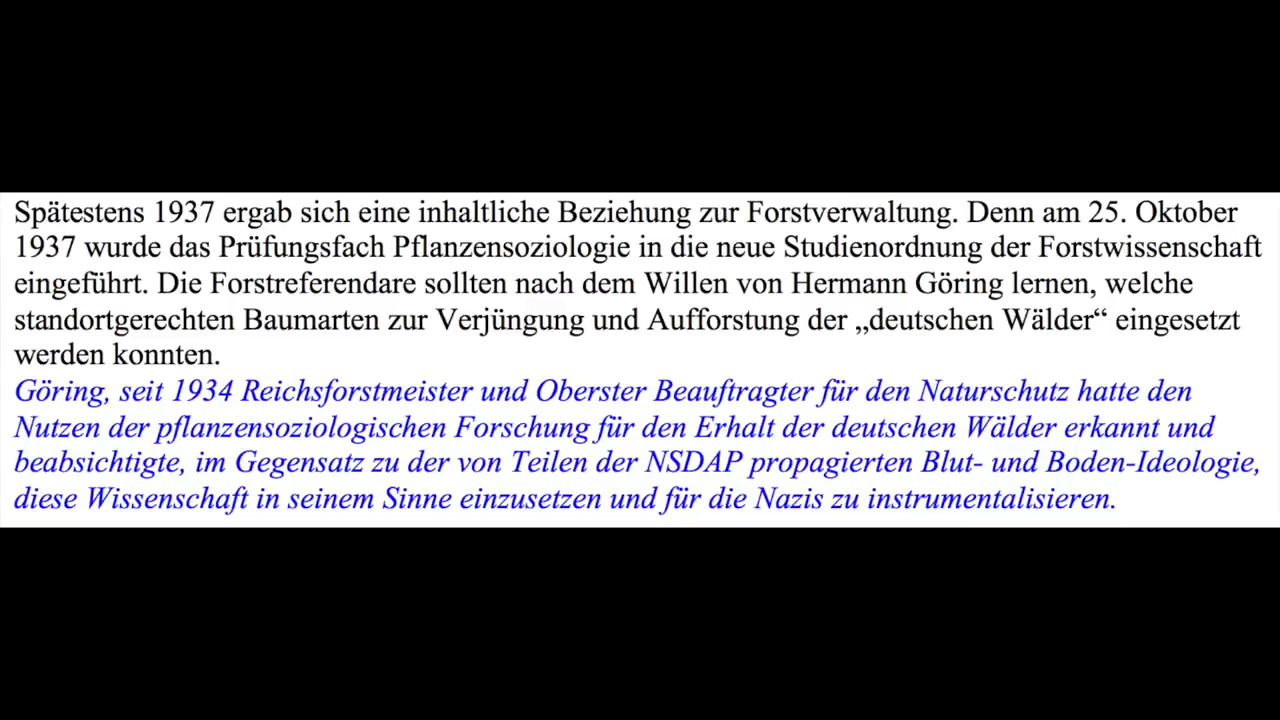 Spätestens 1937 ergab sich eine inhaltliche Beziehung zur Forstverwaltung. Denn am 25. Oktober
1937 wurde das Prüfungsfach Pflanzensoziologie in die neue Studienordnung der Forstwissenschaft
eingeführt. Die Forstreferendare sollten nach dem Willen von Hermann Göring lernen, welche
standortgerechten Baumarten zur Verjüngung und Aufforstung der „deutschen Wälder“ eingesetzt
werden konnten.
Göring, seit 1934 Reichsforstmeister und Oberster Beauftragter für den Naturschutz hatte den
Nutzen der pflanzensoziologischen Forschung für den Erhalt der deutschen Wälder erkannt und
beabsichtigte, im Gegensatz zu der von Teilen der NSDAP propagierten Blut- und Boden-Ideologie,
diese Wissenschaft in seinem Sinne einzusetzen und für die Nazis zu instrumentalisieren.